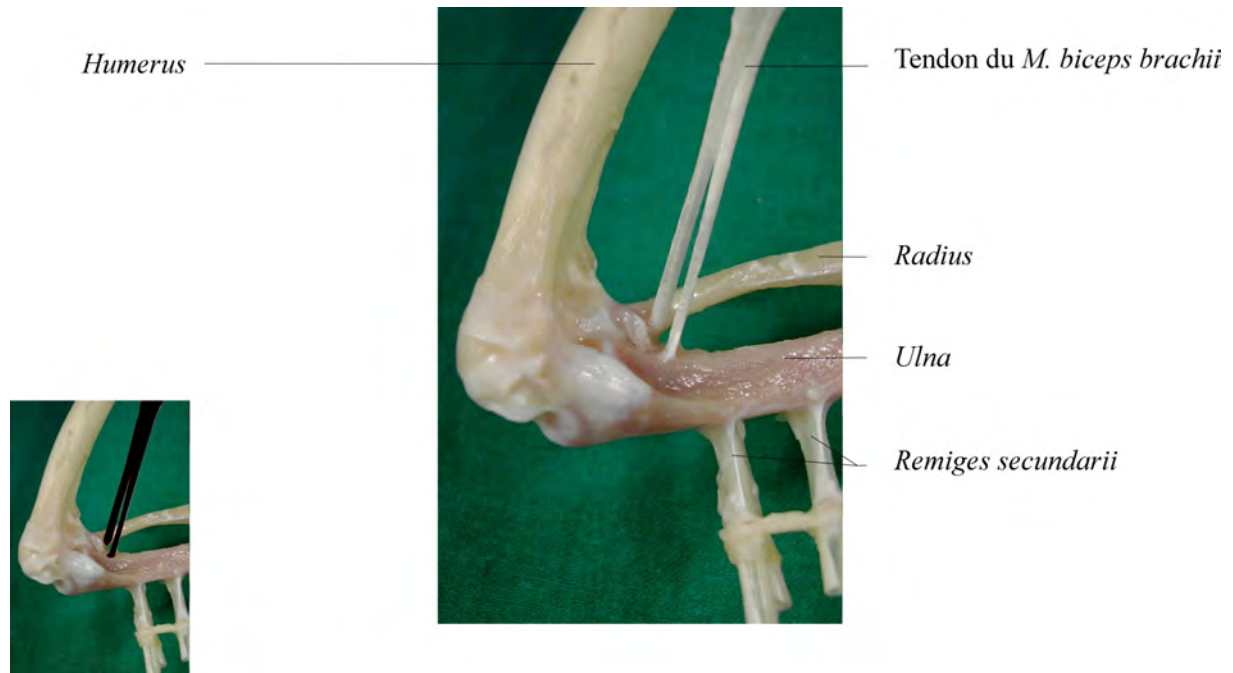 Humerus
Tendon du M. biceps brachii
Radius
Ulna
Remiges secundarii